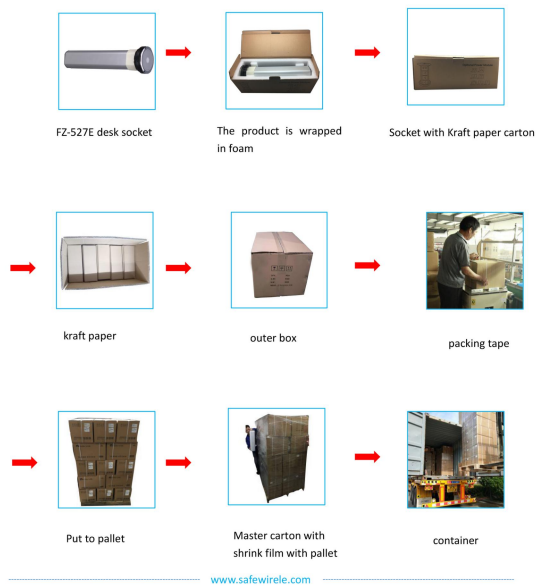 FZ-527E desk socket
The product is wrapped
in foam
Socket with Kraft paper carton
kraft paper
outer box
packing tape
Put to pallet
Master carton with
shrink film with pallet
container
www.safewirele.com